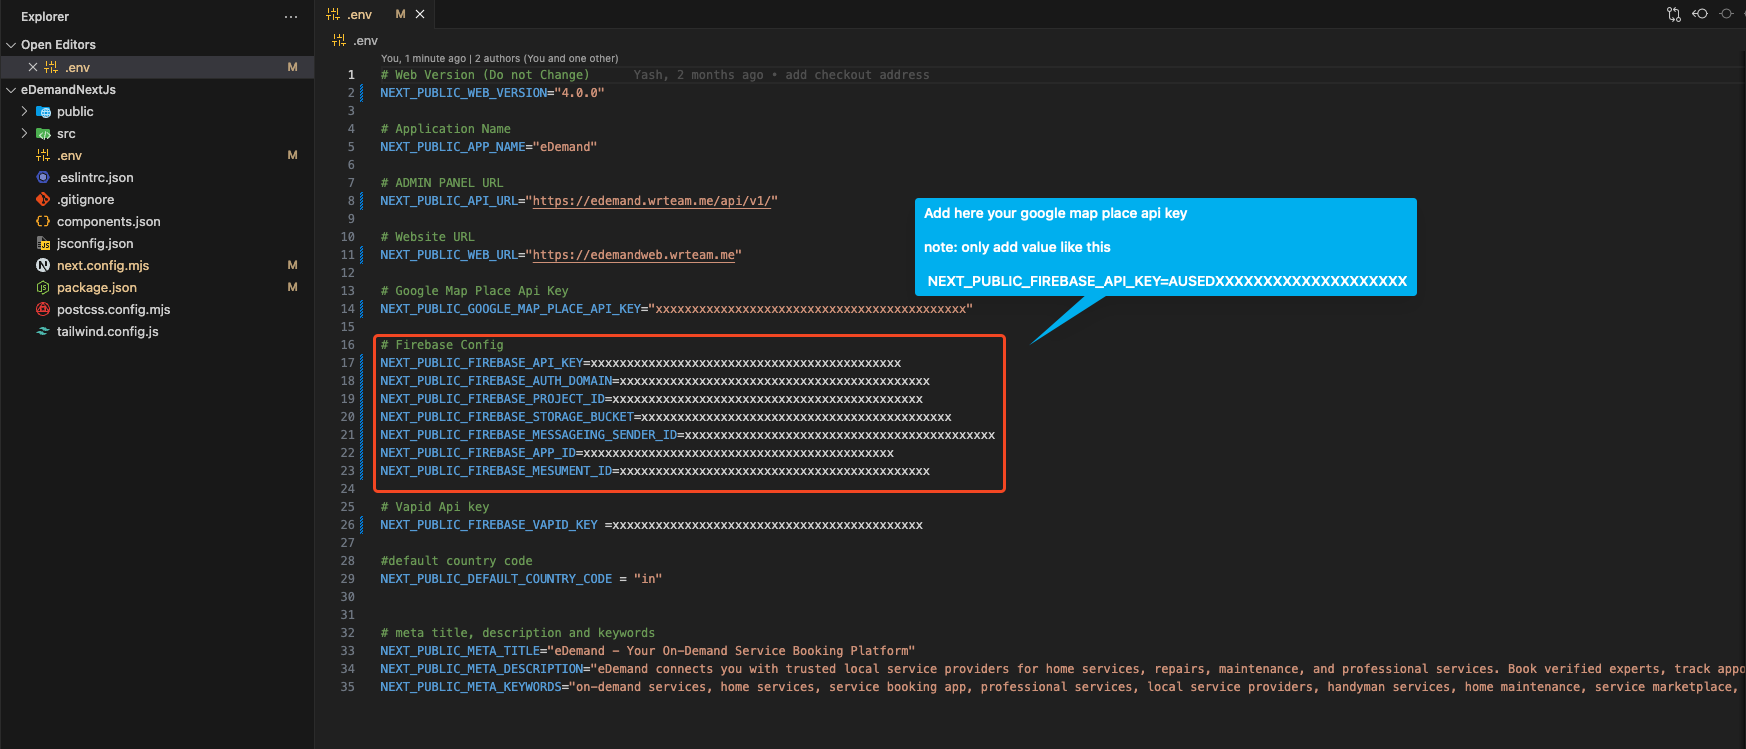 Explorer
Open Editors
.env M
eDemandNextJs
public
src
.env M
.eslintrc.json
.gitignore
components.json
jsconfig.json
next.config.mjs M
package.json M
postcss.config.mjs
tailwind.config.js
.env M
.env
You, 1 minute ago | 2 authors (You and one other)
1 # Web Version (Do not Change) Yash, 2 months ago • add checkout address
2 NEXT_PUBLIC_WEB_VERSION="4.0.0"
3
4 # Application Name
5 NEXT_PUBLIC_APP_NAME="eDemand"
6
7 # ADMIN PANEL URL
8 NEXT_PUBLIC_API_URL="https://edemand.wrteam.me/api/v1/"
9
10 # Website URL
11 NEXT_PUBLIC_WEB_URL="https://edemandweb.wrteam.me"
12
13 # Google Map Place Api Key
14 NEXT_PUBLIC_GOOGLE_MAP_PLACE_API_KEY="xxxxxxxxxxxxxxxxxxxxxxxxxxxxxxxxxxxxxxxxxxx"
15
16 # Firebase Config
17 NEXT_PUBLIC_FIREBASE_API_KEY=xxxxxxxxxxxxxxxxxxxxxxxxxxxxxxxxxxxxxxxxxxx
18 NEXT_PUBLIC_FIREBASE_AUTH_DOMAIN=xxxxxxxxxxxxxxxxxxxxxxxxxxxxxxxxxxxxxxxxxxx
19 NEXT_PUBLIC_FIREBASE_PROJECT_ID=xxxxxxxxxxxxxxxxxxxxxxxxxxxxxxxxxxxxxxxxxxx
20 NEXT_PUBLIC_FIREBASE_STORAGE_BUCKET=xxxxxxxxxxxxxxxxxxxxxxxxxxxxxxxxxxxxxxxxxxx
21 NEXT_PUBLIC_FIREBASE_MESSAGEING_SENDER_ID=xxxxxxxxxxxxxxxxxxxxxxxxxxxxxxxxxxxxxxxxxxx
22 NEXT_PUBLIC_FIREBASE_APP_ID=xxxxxxxxxxxxxxxxxxxxxxxxxxxxxxxxxxxxxxxxxxx
23 NEXT_PUBLIC_FIREBASE_MESUMENT_ID=xxxxxxxxxxxxxxxxxxxxxxxxxxxxxxxxxxxxxxxxxxx
24
25 # Vapid Api key
26 NEXT_PUBLIC_FIREBASE_VAPID_KEY =xxxxxxxxxxxxxxxxxxxxxxxxxxxxxxxxxxxxxxxxxxx
27
28 #default country code
29 NEXT_PUBLIC_DEFAULT_COUNTRY_CODE = "in"
30
31
32 # meta title, description and keywords
33 NEXT_PUBLIC_META_TITLE="eDemand - Your On-Demand Service Booking Platform"
34 NEXT_PUBLIC_META_DESCRIPTION="eDemand connects you with trusted local service providers for home services, repairs, maintenance, and professional services. Book verified experts, track appo
35 NEXT_PUBLIC_META_KEYWORDS="on-demand services, home services, service booking app, professional services, local service providers, handyman services, home maintenance, service marketplace,
Add here your google map place api key
note: only add value like this
NEXT_PUBLIC_FIREBASE_API_KEY=AUSEDXXXXXXXXXXXXXXXXXXXX